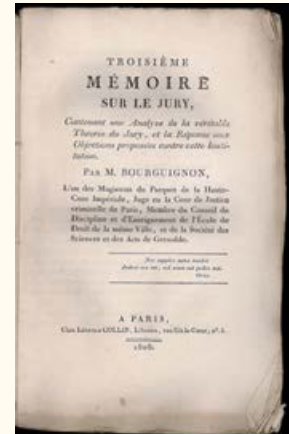 TROISIÈME
MÉMOIRE
SUR LE JURY,
Contenant une Analyse de la véritable
Théorie du Jury, et la Réponse aux
Objections proposées contre cette Insti-
tution.
PAR M. BOURGUIGNON,
L'un des Magistrats du Parquet de la Haute-
Cour Impériale, Juge en la Cour de Justice
criminelle de Paris, Membre du Conseil de
Discipline et d'Enseignement de l'École de
Droit de la même Ville, et de la Société des
Sciences et des Arts de Grenoble.
A PARIS,
Chez LÉOPOLD COLLIN, Libraire, rue Gît-le-Cœur, n°. 4.
1808.